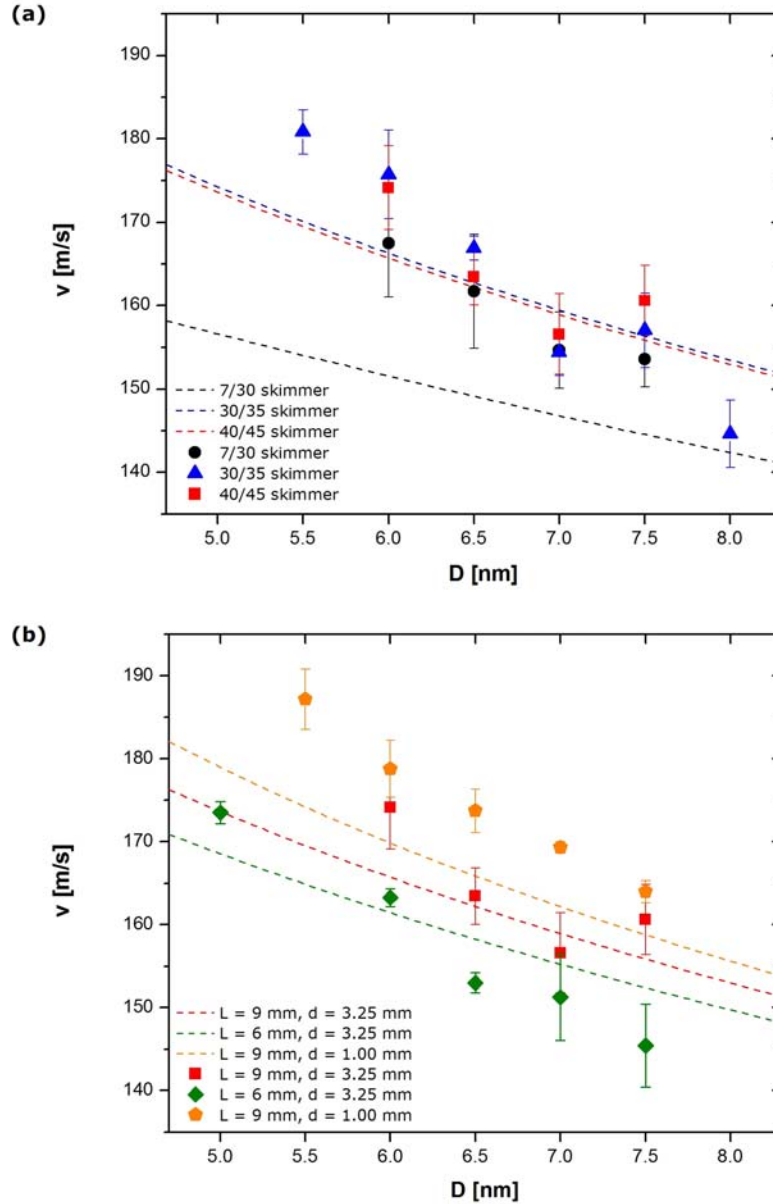 (a)
190
180
170
160
150
140
v [m/s]
7/30 skimmer
30/35 skimmer
40/45 skimmer
7/30 skimmer
30/35 skimmer
40/45 skimmer
5.0 5.5 6.0 6.5 7.0 7.5 8.0
D [nm]
(b)
190
180
170
160
150
140
v [m/s]
L = 9 mm, d = 3.25 mm
L = 6 mm, d = 3.25 mm
L = 9 mm, d = 1.00 mm
L = 9 mm, d = 3.25 mm
L = 6 mm, d = 3.25 mm
L = 9 mm, d = 1.00 mm
5.0 5.5 6.0 6.5 7.0 7.5 8.0
D [nm]